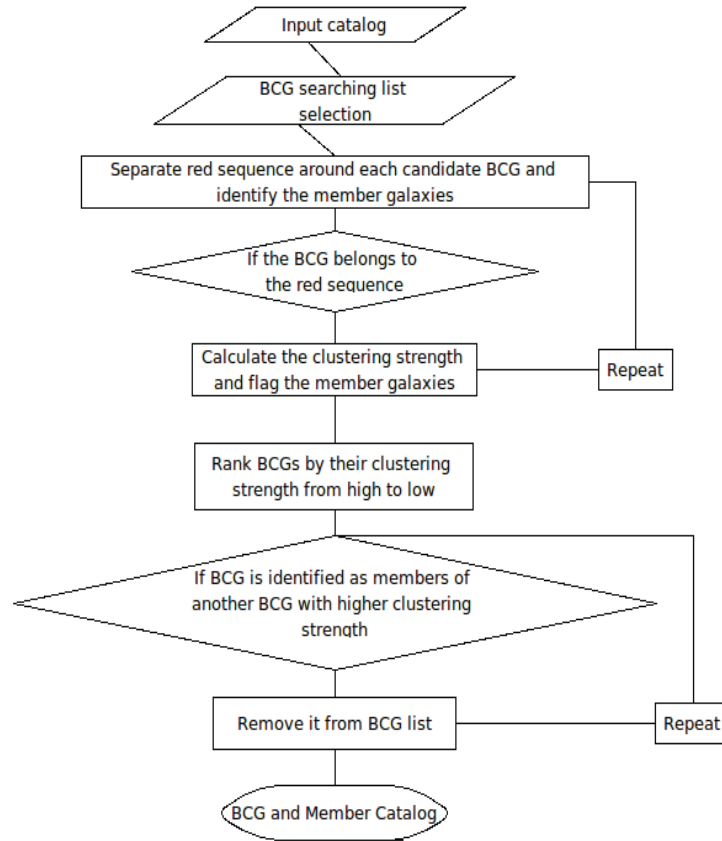 Input catalog
BCG searching list
selection
Separate red sequence around each candidate BCG and
identify the member galaxies
If the BCG belongs to
the red sequence
Calculate the clustering strength
and flag the member galaxies
Repeat
Rank BCGs by their clustering
strength from high to low
If BCG is identified as members of
another BCG with higher clustering
strength
Remove it from BCG list
Repeat
BCG and Member Catalog